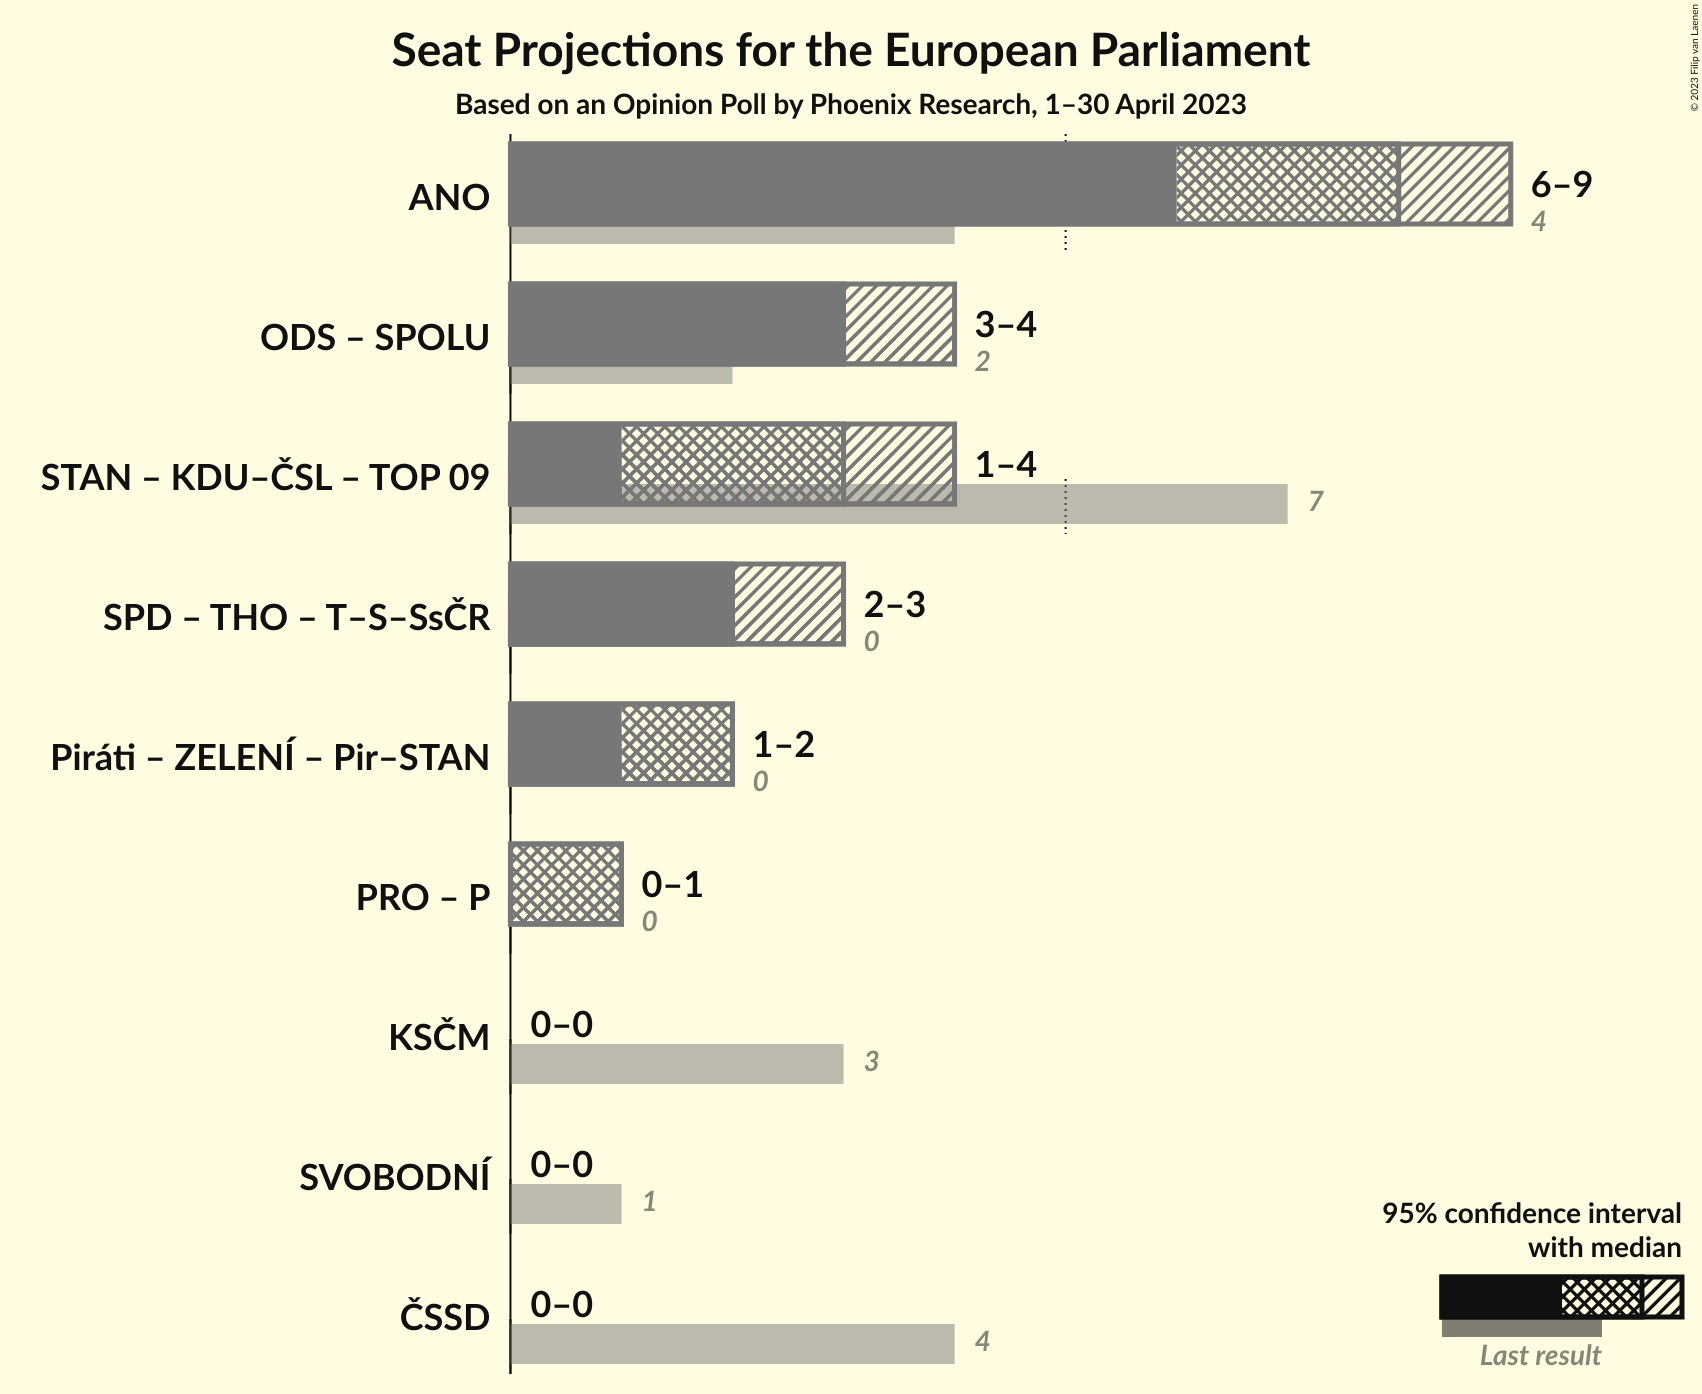 Seat Projections for the European Parliament
Based on an Opinion Poll by Phoenix Research, 1–30 April 2023
© 2023 Filip van Laenen
ANO
6–9
4
ODS – SPOLU
3–4
2
STAN – KDU–ČSL – TOP 09
1–4
7
SPD – THO – T–S–SsČR
2–3
0
Piráti – ZELENÍ – Pir–STAN
1–2
0
PRO – P
0–1
0
KSČM
0–0
3
SVOBODNÍ
0–0
1
ČSSD
0–0
4
95% confidence interval
with median
Last result